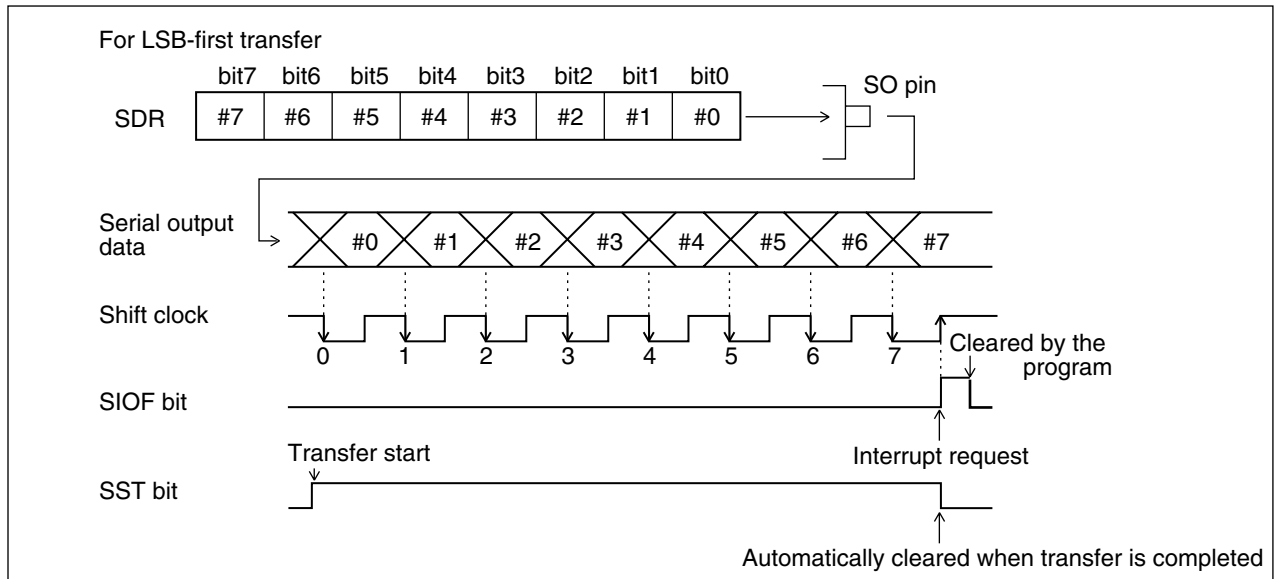 For LSB-first transfer
bit7 bit6 bit5 bit4 bit3 bit2 bit1 bit0
SO pin
SDR #7 #6 #5 #4 #3 #2 #1 #0
Serial output
data
#0 #1 #2 #3 #4 #5 #6 #7
Shift clock
0 1 2 3 4 5 6 7
Cleared by the
program
SIOF bit
Transfer start
Interrupt request
SST bit
Automatically cleared when transfer is completed